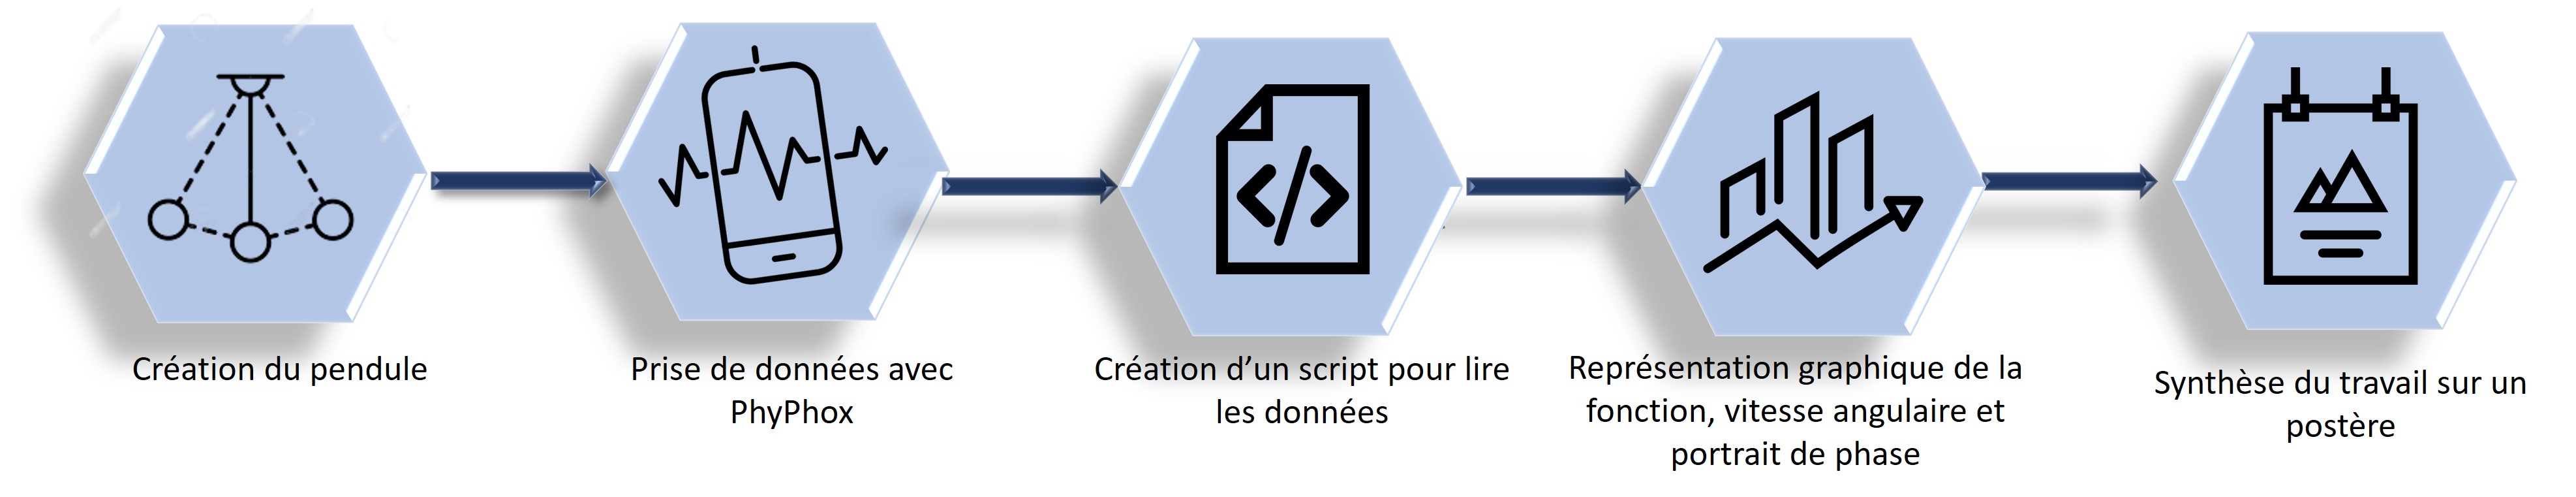 Création du pendule
Prise de données avec
PhyPhox
Création d’un script pour lire
les données
Représentation graphique de la
fonction, vitesse angulaire et
portrait de phase
Synthèse du travail sur un
postère